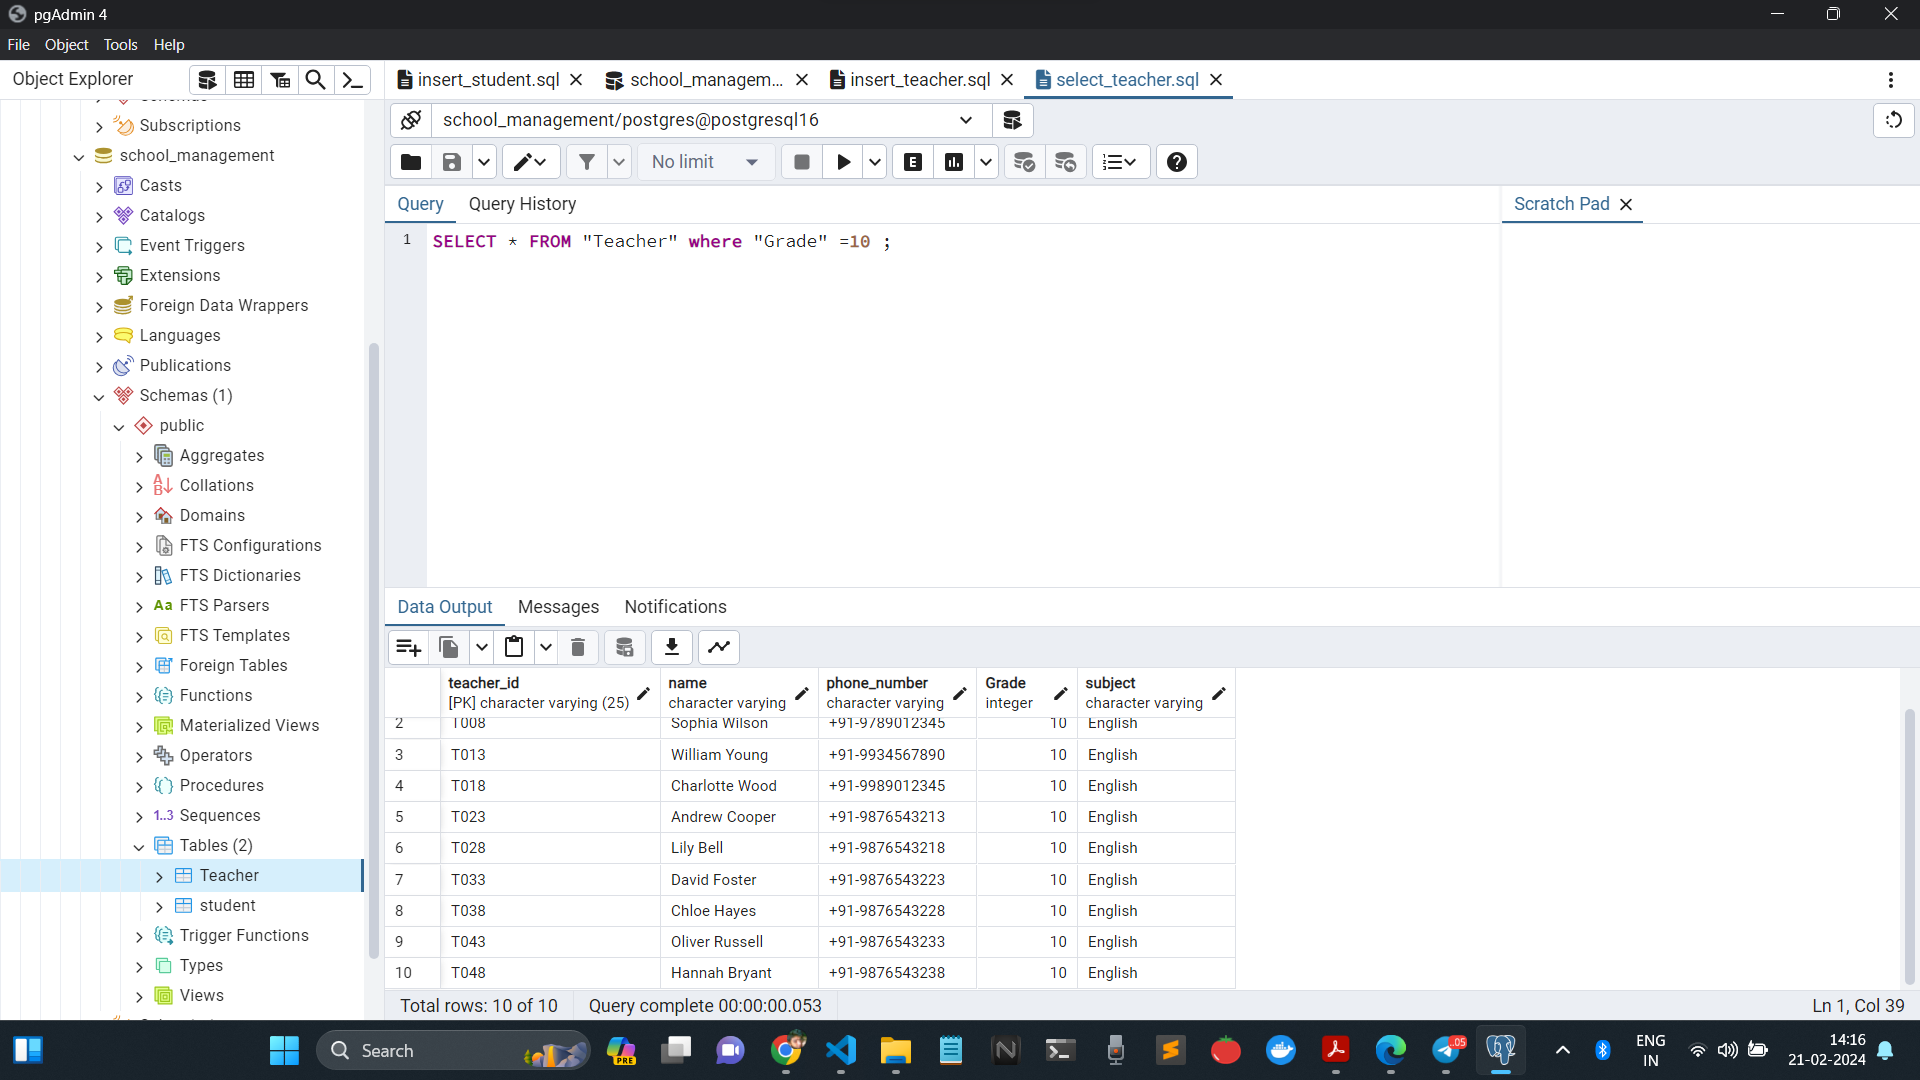 pgAdmin 4
File Object Tools Help
Object Explorer
insert_student.sql
school_managem...
insert_teacher.sql
select_teacher.sql
school_management/postgres@postgresql16
No limit
E
Query Query History
Scratch Pad
1 SELECT * FROM "Teacher" where "Grade" =10 ;
Subscriptions
school_management
Casts
Catalogs
Event Triggers
Extensions
Foreign Data Wrappers
Languages
Publications
Schemas (1)
public
Aggregates
Collations
Domains
FTS Configurations
FTS Dictionaries
Aa FTS Parsers
FTS Templates
Foreign Tables
Functions
Materialized Views
Operators
Procedures
1..3 Sequences
Tables (2)
Teacher
student
Trigger Functions
Types
Views
Data Output Messages Notifications
teacher_id name phone_number Grade subject
[PK] character varying (25) character varying character varying integer character varying
2 T008 Sophia Wilson +91-9789012345 10 English
3 T013 William Young +91-9934567890 10 English
4 T018 Charlotte Wood +91-9989012345 10 English
5 T023 Andrew Cooper +91-9876543213 10 English
6 T028 Lily Bell +91-9876543218 10 English
7 T033 David Foster +91-9876543223 10 English
8 T038 Chloe Hayes +91-9876543228 10 English
9 T043 Oliver Russell +91-9876543233 10 English
10 T048 Hannah Bryant +91-9876543238 10 English
Total rows: 10 of 10 Query complete 00:00:00.053
Ln 1, Col 39
Search
PRE
.05
ENG
IN
14:16
21-02-2024